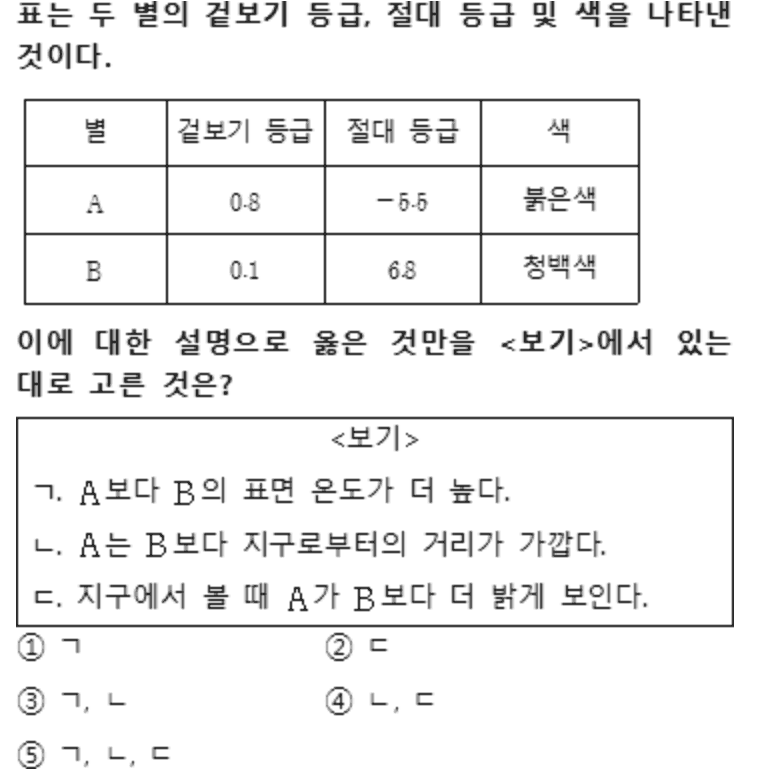 표는 두 별의 겉보기 등급, 절대 등급 및 색을 나타낸
것이다.
별 겉보기 등급 절대 등급 색
A 0.8 -5.5 붉은색
B 0.1 6.8 청백색
이에 대한 설명으로 옳은 것만을 <보기>에서 있는
대로 고른 것은?
<보기>
ㄱ. A보다 B의 표면 온도가 더 높다.
ㄴ. A는 B보다 지구로부터의 거리가 가깝다.
ㄷ. 지구에서 볼 때 A가 B보다 더 밝게 보인다.
① ㄱ ② ㄷ
③ ㄱ, ㄴ ④ ㄴ, ㄷ
⑤ ㄱ, ㄴ, ㄷ